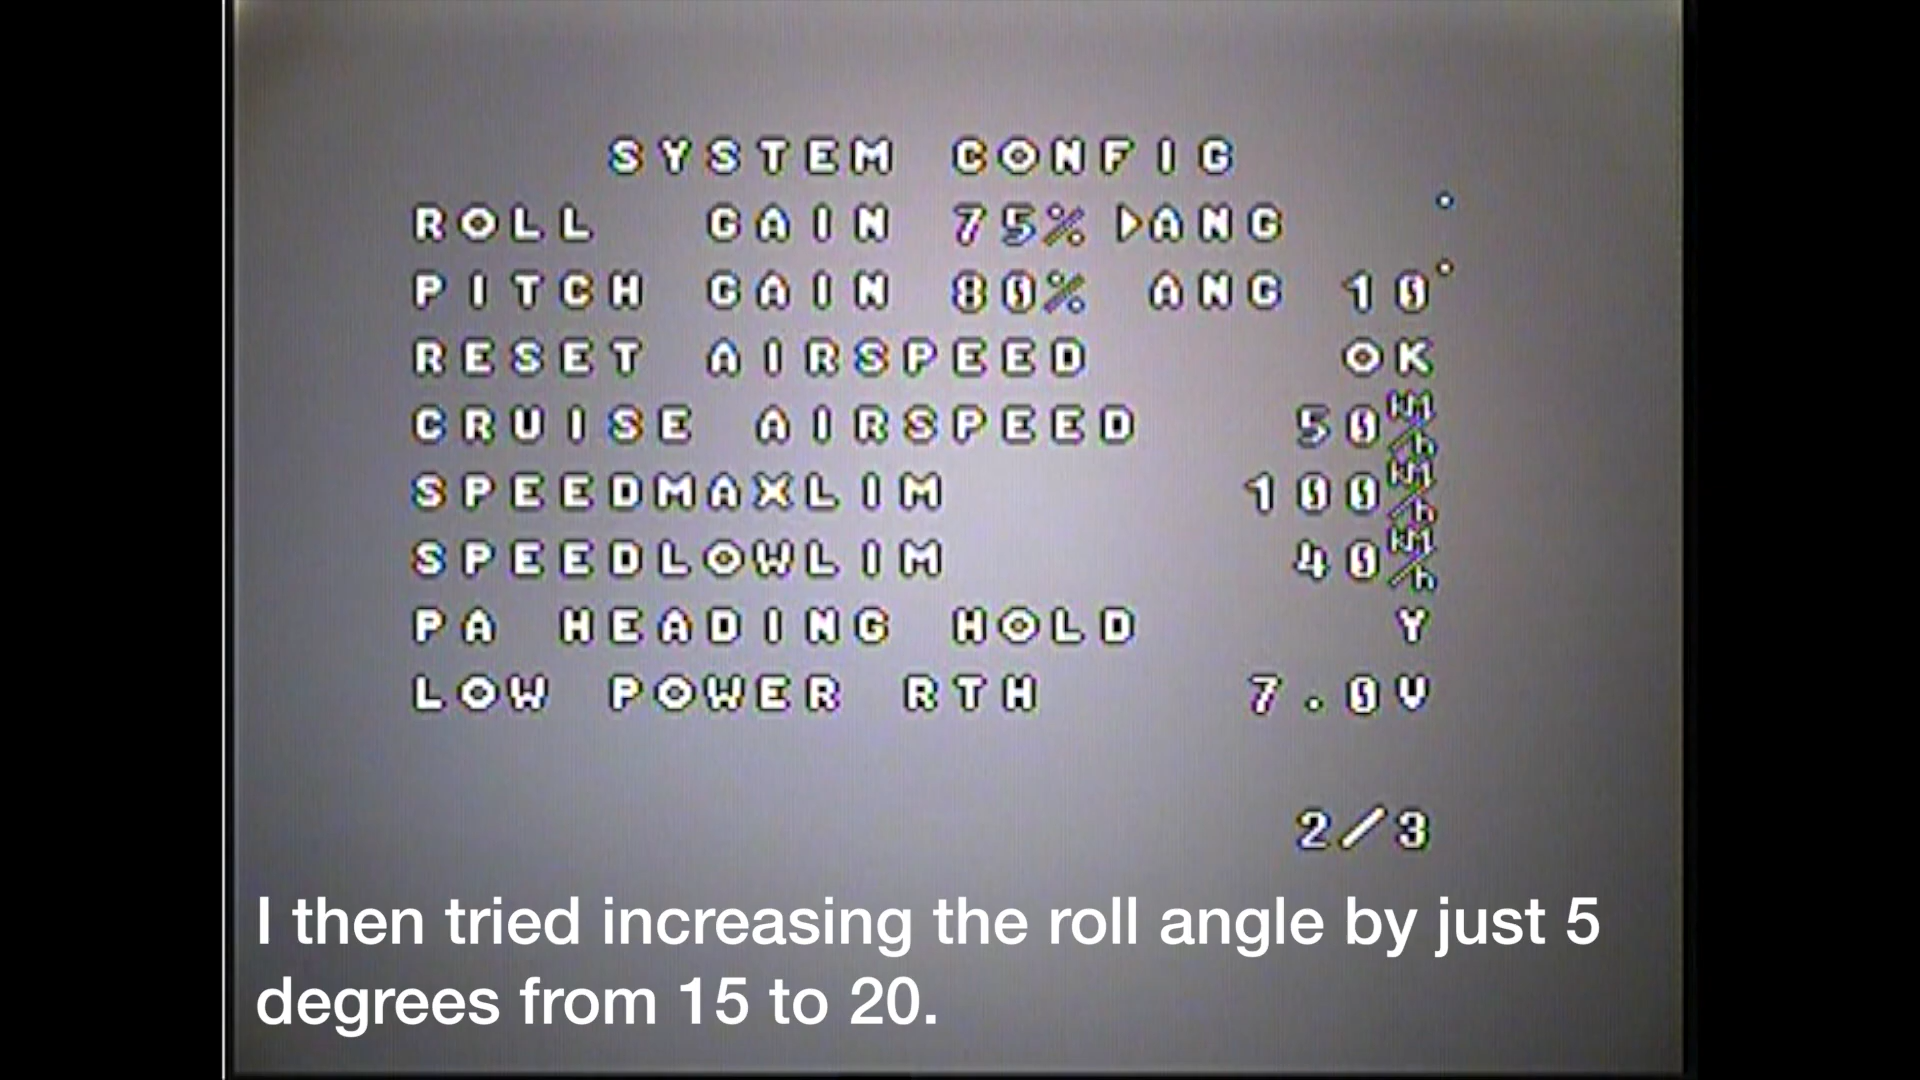 SYSTEM CONFIG
ROLL GAIN 75% ▷ANG °
PITCH GAIN 80% ANG 10°
RESET AIRSPEED OK
CRUISE AIRSPEED 50KM/h
SPEEDMAXLIM 100KM/h
SPEEDLOWLIM 40KM/h
PA HEADING HOLD Y
LOW POWER RTH 7.0V
2/3
I then tried increasing the roll angle by just 5
degrees from 15 to 20.